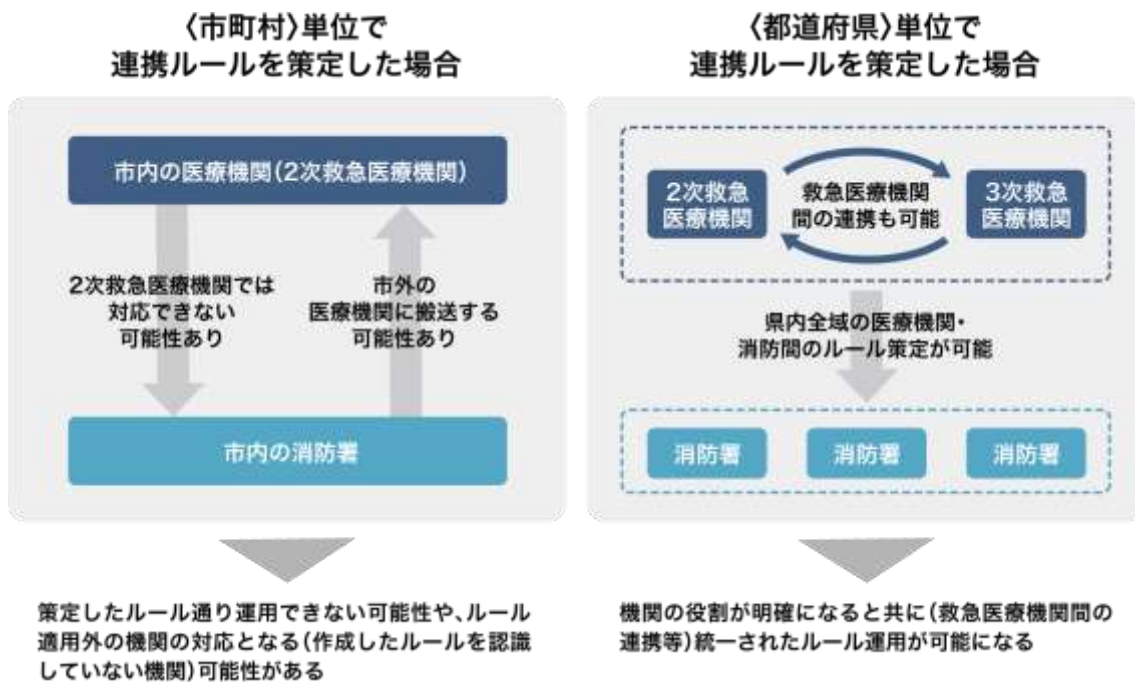 〈市町村〉単位で
連携ルールを策定した場合
市内の医療機関(2次救急医療機関)
2次救急医療機関では
対応できない
可能性あり
市外の
医療機関に搬送する
可能性あり
市内の消防署
策定したルール通り運用できない可能性や、ルール
適用外の機関の対応となる(作成したルールを認識
していない機関)可能性がある
〈都道府県〉単位で
連携ルールを策定した場合
2次救急
医療機関
救急医療機関
間の連携も可能
3次救急
医療機関
県内全域の医療機関・
消防間のルール策定が可能
消防署
消防署
消防署
機関の役割が明確になると共に(救急医療機関間の
連携等)統一されたルール運用が可能になる